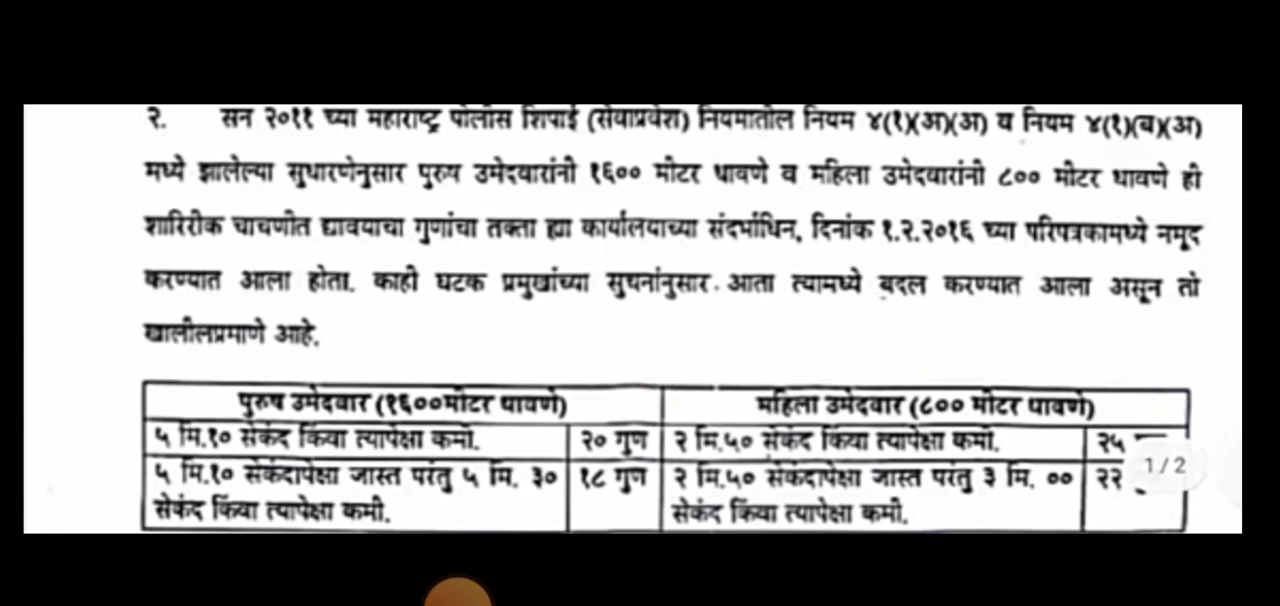 २. सन २०११ च्या महाराष्ट्र पोलीस शिपाई (सेवाप्रवेश) नियमातील नियम ४(१)(अ)(अ) व नियम ४(१)(ब)(अ)
मध्ये झालेल्या सुधारणेनुसार पुरुष उमेदवारांनी १६०० मीटर धावणे व महिला उमेदवारांनी ८०० मीटर धावणे ही
शारिरीक चाचणीत द्यावयाचा गुणांचा तक्ता ह्या कार्यालयाच्या संदर्भाधिन, दिनांक १.२.२०१६ च्या परिपत्रकामध्ये नमूद
करण्यात आला होता. काही घटक प्रमुखांच्या सुचनांनुसार. आता त्यामध्ये बदल करण्यात आला असून तो
खालीलप्रमाणे आहे.
पुरुष उमेदवार (१६००मीटर धावणे) महिला उमेदवार (८०० मीटर धावणे)
५ मि.१० सेकंद किंवा त्यापेक्षा कमी. २० गुण २ मि.५० सेकंद किंवा त्यापेक्षा कमी. २५
५ मि.१० सेकंदापेक्षा जास्त परंतु ५ मि. ३० १८ गुण २ मि.५० सेकंदापेक्षा जास्त परंतु ३ मि. ०० २२
सेकंद किंवा त्यापेक्षा कमी. सेकंद किंवा त्यापेक्षा कमी.
1/2